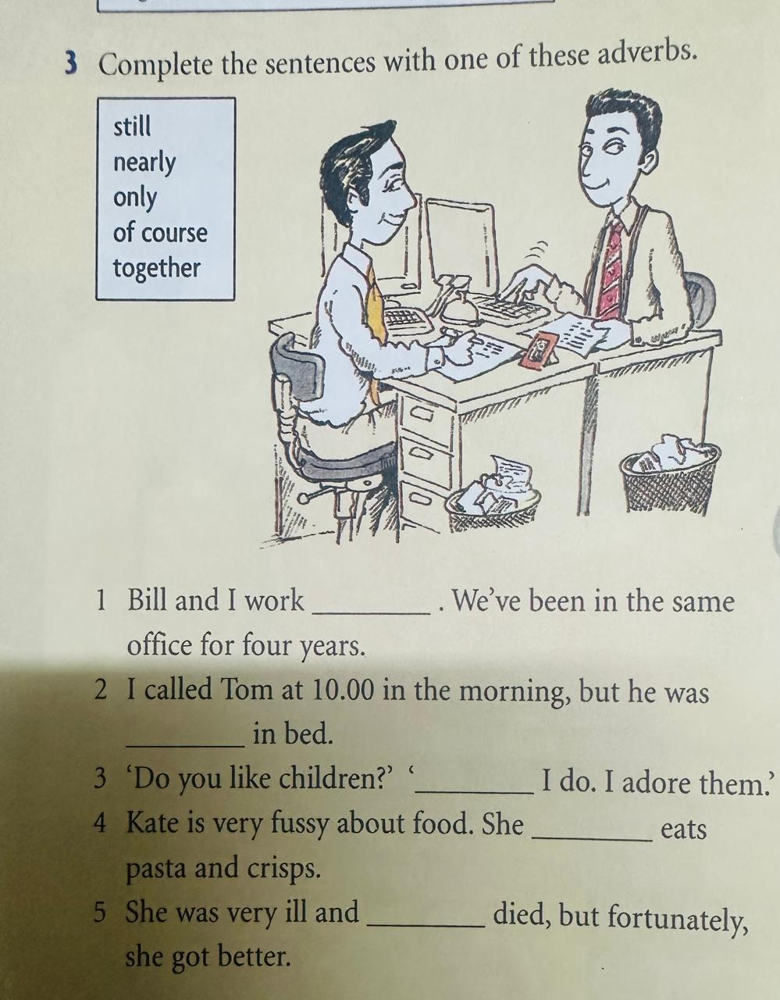 3 Complete the sentences with one of these adverbs.
still
nearly
only
of course
together
1 Bill and I work ________ . We’ve been in the same
office for four years.
2 I called Tom at 10.00 in the morning, but he was
________ in bed.
3 ‘Do you like children?’ ‘________ I do. I adore them.’
4 Kate is very fussy about food. She ________ eats
pasta and crisps.
5 She was very ill and ________ died, but fortunately,
she got better.